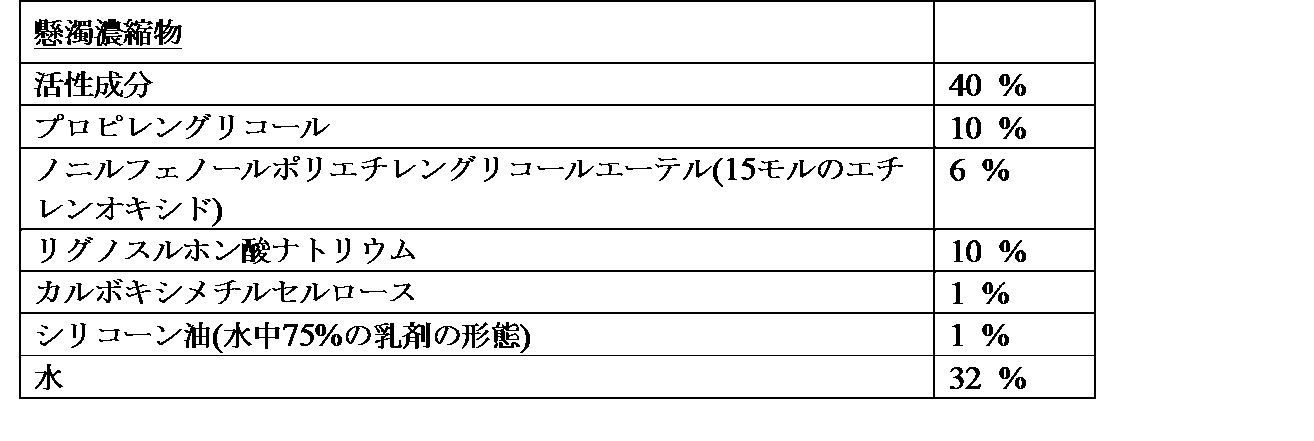 懸濁濃縮物
活性成分 40 %
プロピレングリコール 10 %
ノニルフェノールポリエチレングリコールエーテル(15モルのエチ 6 %
レンオキシド)
リグノスルホン酸ナトリウム 10 %
カルボキシメチルセルロース 1 %
シリコーン油(水中75%の乳剤の形態) 1 %
水 32 %